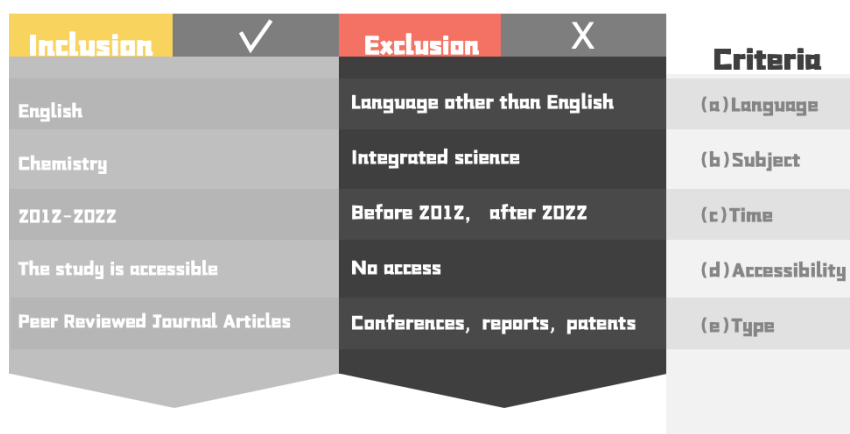 Inclusion ✓ Exclusion X Criteria
English Language other than English (a)Language
Chemistry Integrated science (b)Subject
2012-2022 Before 2012, after 2022 (c)Time
The study is accessible No access (d)Accessibility
Peer Reviewed Journal Articles Conferences, reports, patents (e)Type